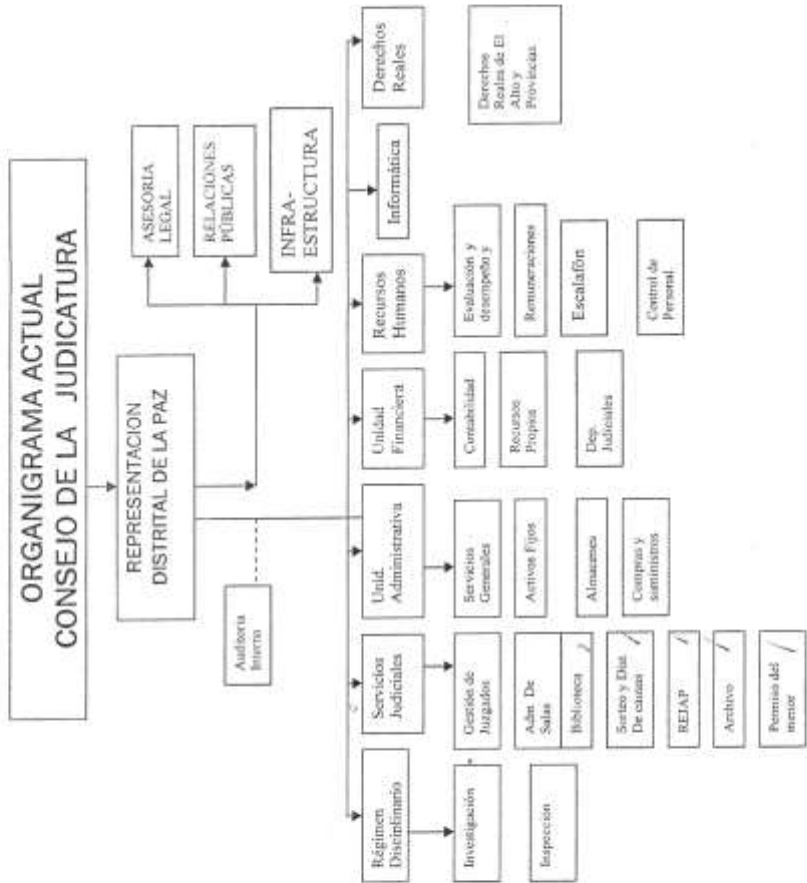 ORGANIGRAMA ACTUAL
CONSEJO DE LA JUDICATURA
REPRESENTACION
DISTRITAL DE LA PAZ
ASESORIA
LEGAL
RELACIONES
PÚBLICAS
INFRA-
ESTRUCTURA
Auditoria
Interno
Régimen
Disciplinario
Servicios
Judiciales
Unid.
Administrativa
Unidad
Financiera
Recursos
Humanos
Informática
Derechos
Reales
Investigación
Inspección
Gestión de
Juzgados
Adm. De
Salas
Biblioteca
Sorteo y Dist.
De causas
REJAP
Archivo
Permiso del
menor
Servicios
Generales
Activos Fijos
Almacenes
Compras y
suministros
Contabilidad
Recursos
Propios
Dep.
Judiciales
Evaluación y
desempeño y
Remuneraciones
Escalafón
Control de
Personal
Derechos
Reales de El
Alto y
Provincias.